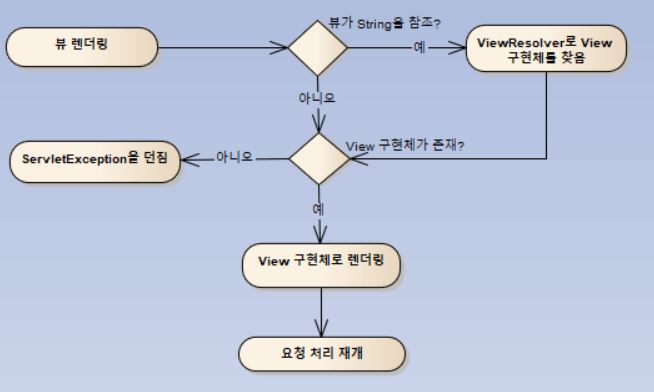 뷰 렌더링
뷰가 String을 참조?
예
ViewResolver로 View
구현체를 찾음
아니오
View 구현체가 존재?
아니오
ServletException을 던짐
예
View 구현체로 렌더링
요청 처리 재개